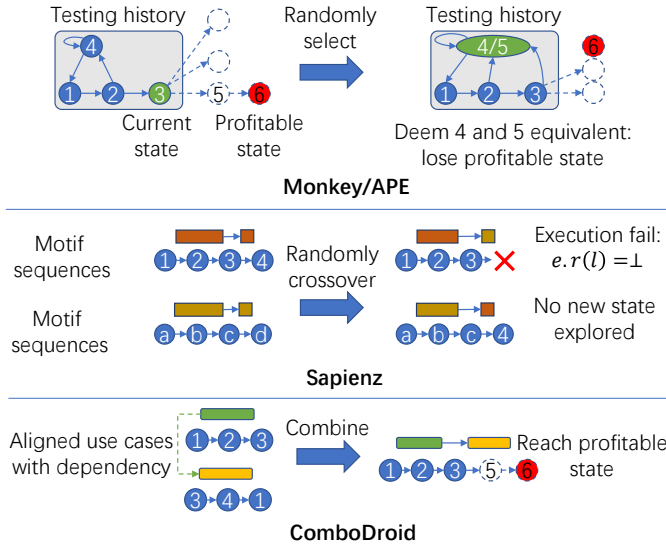 Testing history
Randomly
select
Testing history
4
1 2 3 5 6
Current
state
Profitable
state
4/5
6
1 2 3
Deem 4 and 5 equivalent:
lose profitable state
Monkey/APE
Motif
sequences
1 2 3 4
Randomly
crossover
1 2 3
Execution fail:
e.r(l) =⊥
Motif
sequences
a b c d
a b c 4
No new state
explored
Sapienz
Aligned use cases
with dependency
1 2 3
3 4 1
Combine
1 2 3 5 6
Reach profitable
state
ComboDroid